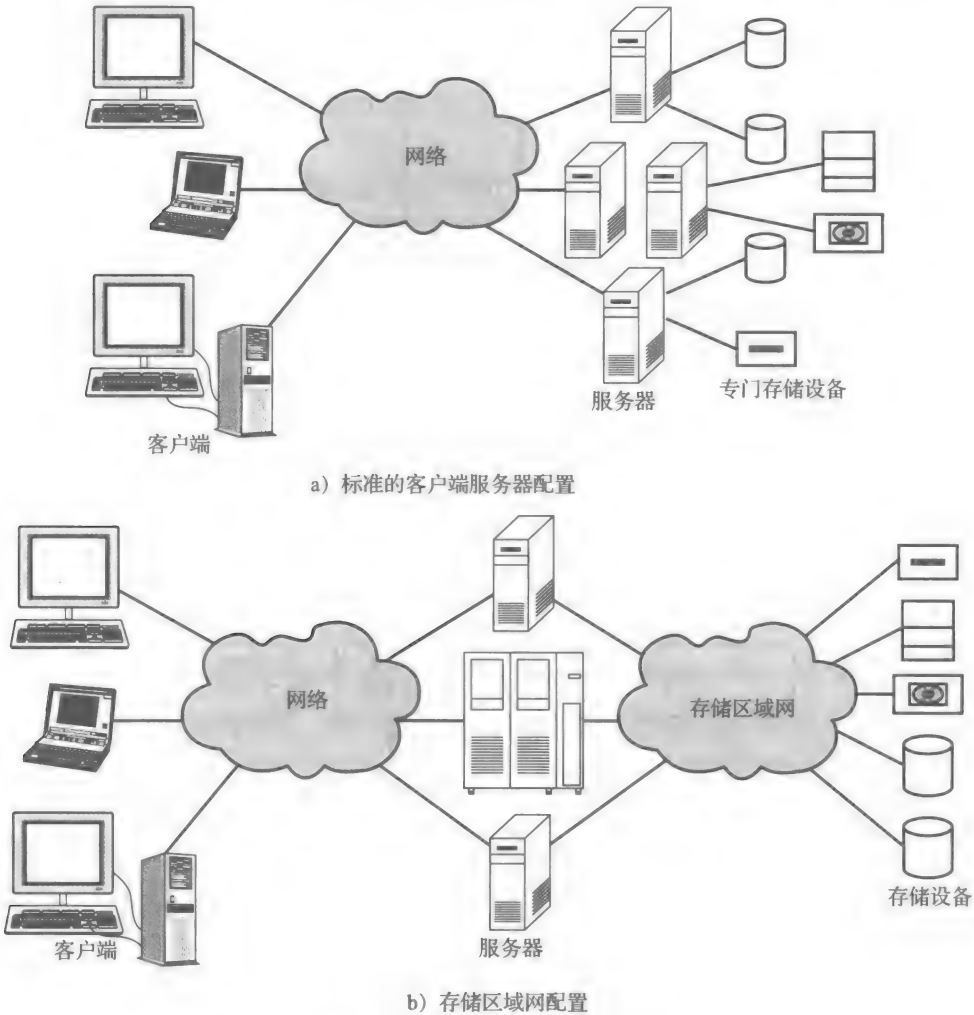 网络
服务器
专门存储设备
客户端
a）标准的客户端服务器配置
网络
存储区域网
存储设备
客户端
服务器
b）存储区域网配置